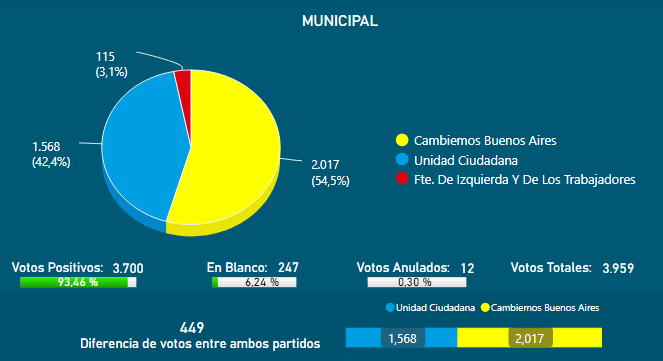 MUNICIPAL
115
(3,1%)
1.568
(42,4%)
2.017
(54,5%)
Cambiemos Buenos Aires
Unidad Ciudadana
Fte. De Izquierda Y De Los Trabajadores
Votos Positivos: 3.700
93,46 %
En Blanco: 247
6,24 %
Votos Anulados: 12
0,30 %
Votos Totales: 3.959
Unidad Ciudadana Cambiemos Buenos Aires
449
Diferencia de votos entre ambos partidos
1,568 2,017